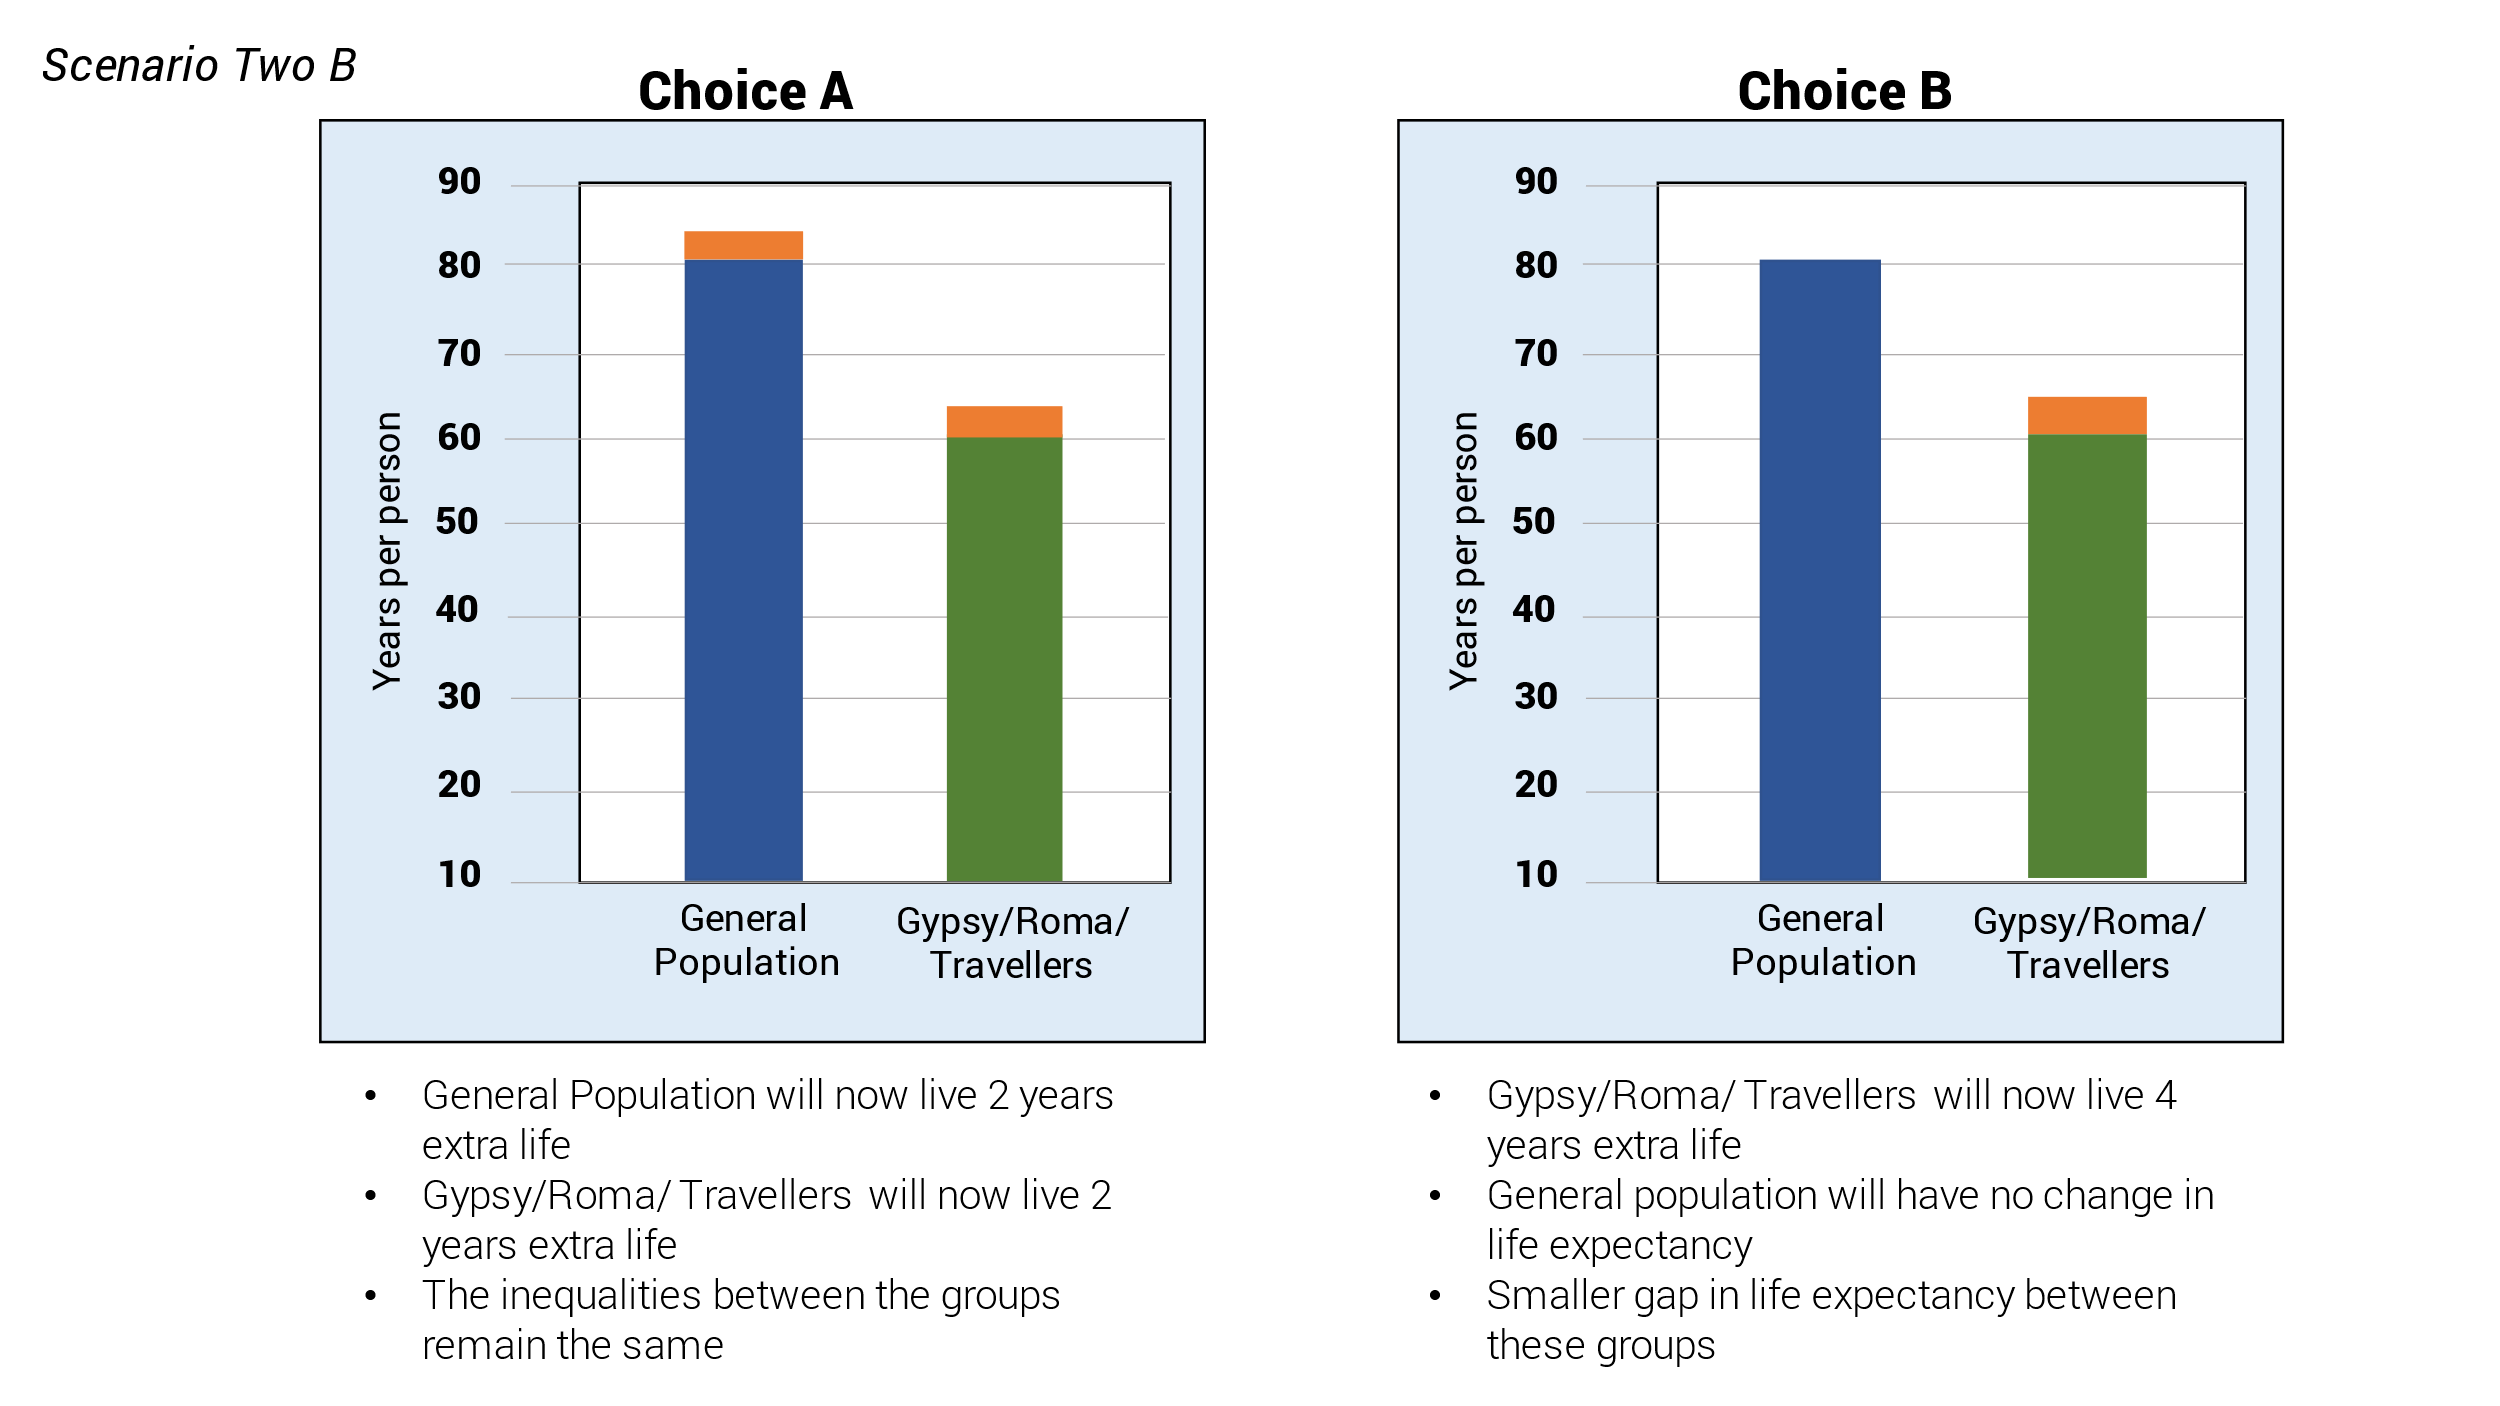 Scenario Two B
Choice A
90
80
70
60
50
40
30
20
10
Years per person
General
Population
Gypsy/Roma/
Travellers
• General Population will now live 2 years
extra life
• Gypsy/Roma/ Travellers will now live 2
years extra life
• The inequalities between the groups
remain the same
Choice B
90
80
70
60
50
40
30
20
10
Years per person
General
Population
Gypsy/Roma/
Travellers
• Gypsy/Roma/ Travellers will now live 4
years extra life
• General population will have no change in
life expectancy
• Smaller gap in life expectancy between
these groups